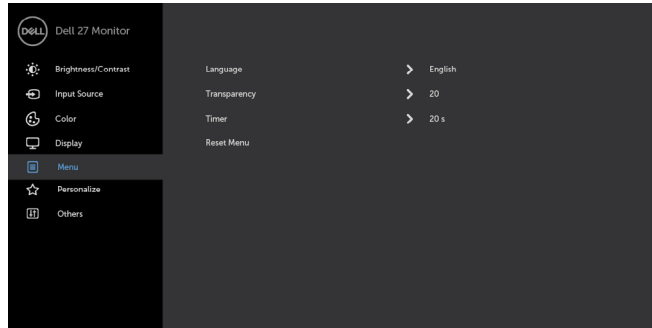 DELL Dell 27 Monitor
Brightness/Contrast
Input Source
Color
Display
Menu
Personalize
Others
Language English
Transparency 20
Timer 20 s
Reset Menu